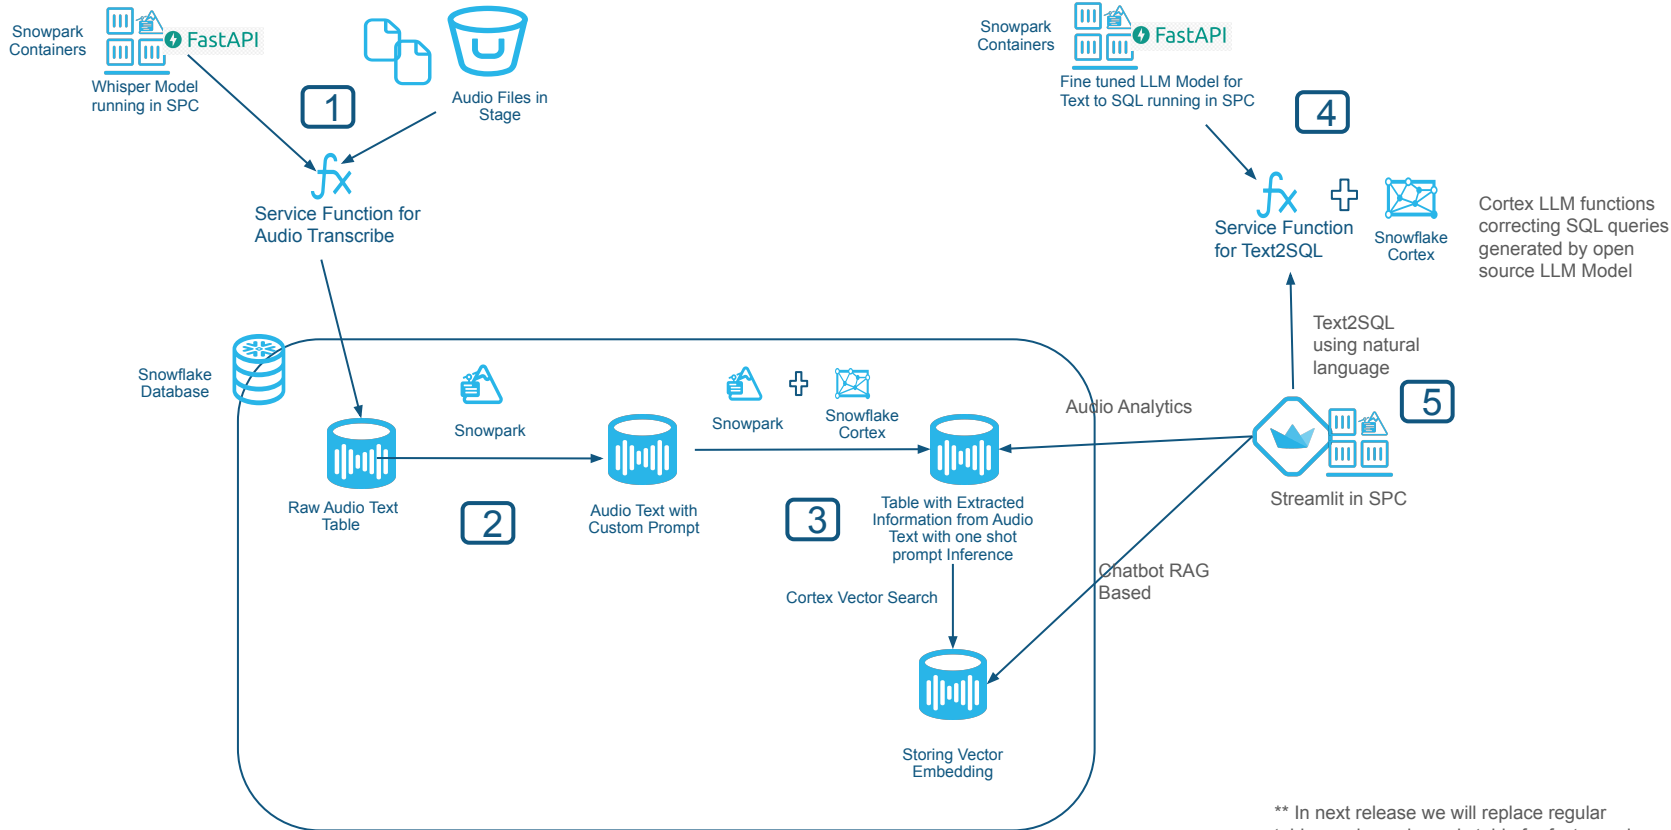 Snowpark
Containers
FastAPI
Whisper Model
running in SPC
1
Audio Files in
Stage
fx
Service Function for
Audio Transcribe
Snowpark
Containers
FastAPI
Fine tuned LLM Model for
Text to SQL running in SPC
4
fx
Service Function
for Text2SQL
Snowflake
Cortex
Cortex LLM functions
correcting SQL queries
generated by open
source LLM Model
Text2SQL
using natural
language
5
Streamlit in SPC
Audio Analytics
Chatbot RAG
Based
Snowflake
Database
Snowpark
Raw Audio Text
Table
2
Audio Text with
Custom Prompt
Snowpark
Snowflake
Cortex
3
Table with Extracted
Information from Audio
Text with one shot
prompt Inference
Cortex Vector Search
Storing Vector
Embedding
** In next release we will replace regular